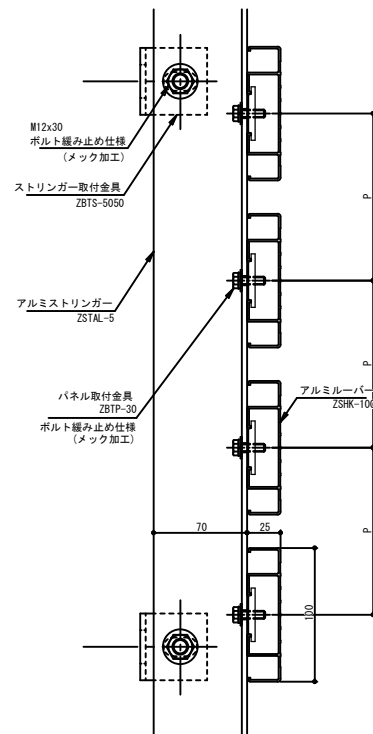 M12x30
ボルト緩み止め仕様
(メック加工)
ストリンガー取付金具
ZBTS-5050
P
アルミストリンガー
ZSTAL-5
P
パネル取付金具
ZBTP-30
ボルト緩み止め仕様
(メック加工)
アルミルーバー
ZSHK-100
P
70
25
100